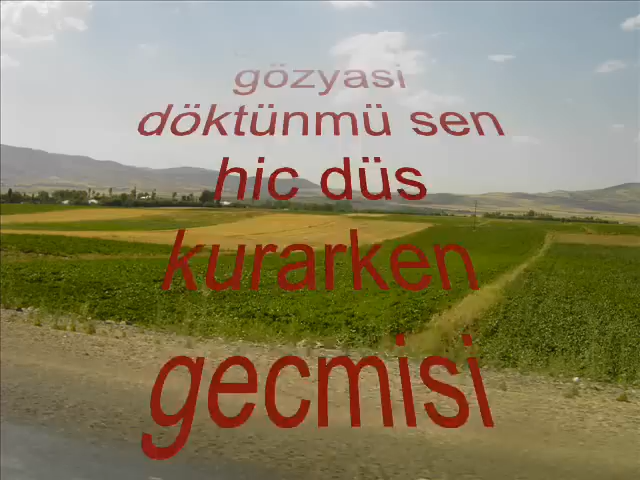 gözyasi
döktünmü sen
hic düs
kurarken
gecmisi